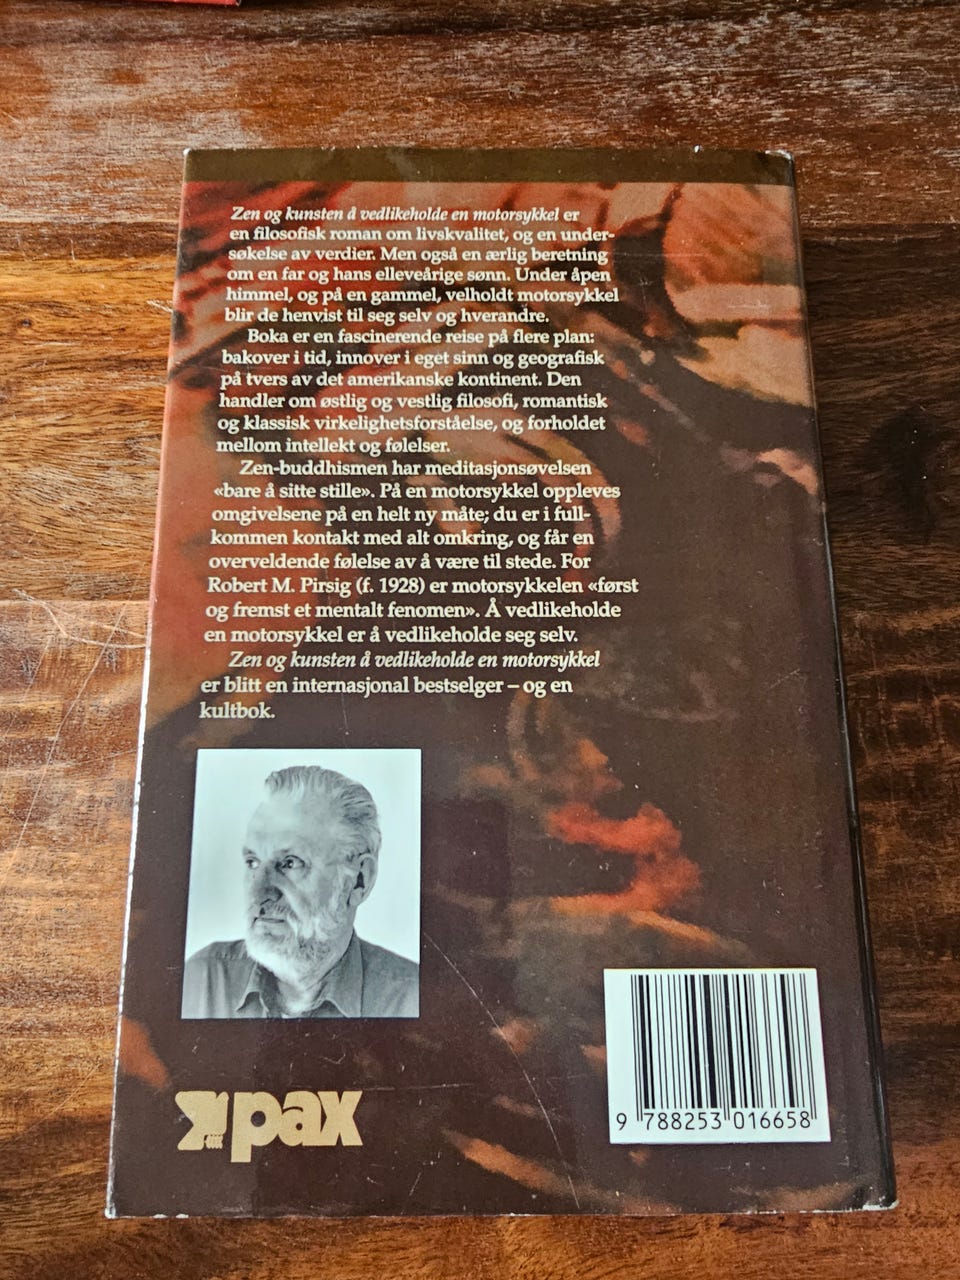 Zen og kunsten å vedlikeholde en motorsykkel er
en filosofisk roman om livskvalitet, og en under-
søkelse av verdier. Men også en ærlig beretning
om en far og hans elleveårige sønn. Under åpen
himmel, og på en gammel, velholdt motorsykkel
blir de henvist til seg selv og hverandre.
Boka er en fascinerende reise på flere plan:
bakover i tid, innover i eget sinn og geografisk
på tvers av det amerikanske kontinent. Den
handler om østlig og vestlig filosofi, romantisk
og klassisk virkelighetsforståelse, og forholdet
mellom intellekt og følelser.
Zen-buddhismen har meditasjonsøvelsen
«bare å sitte stille». På en motorsykkel oppleves
omgivelsene på en helt ny måte; du er i full-
kommen kontakt med alt omkring, og får en
overveldende følelse av å være til stede. For
Robert M. Pirsig (f. 1928) er motorsykkelen «først
og fremst et mentalt fenomen». Å vedlikeholde
en motorsykkel er å vedlikeholde seg selv.
Zen og kunsten å vedlikeholde en motorsykkel
er blitt en internasjonal bestselger – og en
kultbok.
pax
9 788253 016658